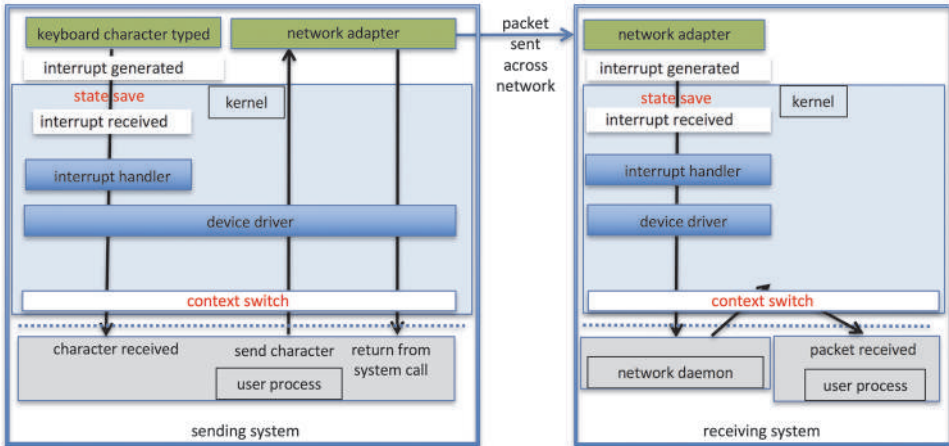 keyboard character typed
network adapter
interrupt generated
state save
kernel
interrupt received
interrupt handler
device driver
context switch
character received
send character
return from
system call
user process
sending system
packet
sent
across
network
network adapter
interrupt generated
state save
kernel
interrupt received
interrupt handler
device driver
context switch
network daemon
packet received
user process
receiving system